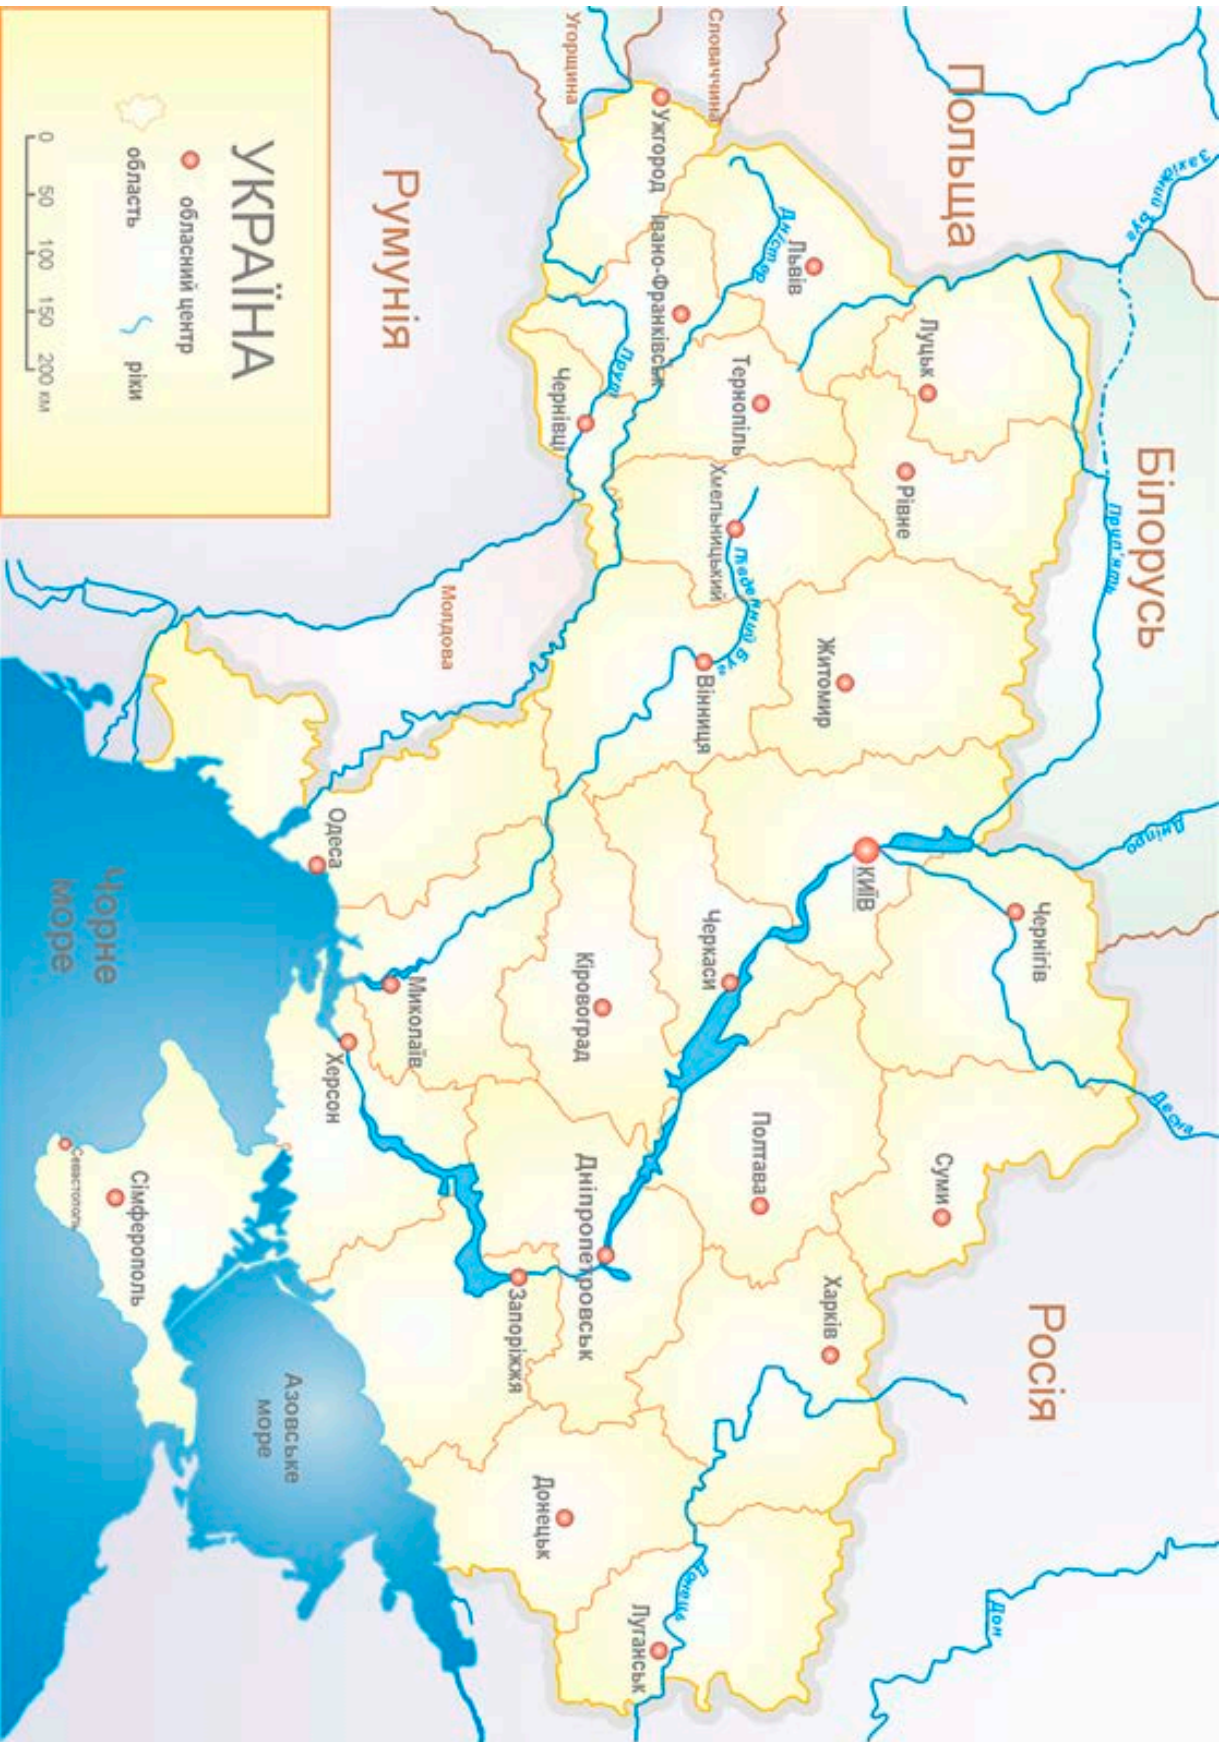 Польща
Білорусь
Росія
Словаччина
Угорщина
Румунія
Молдова
Західний Буг
Прип'ять
Дніпро
Десна
Дон
Донець
Дністер
Прут
Південний Буг
Луцьк
Рівне
Львів
Ужгород
Івано-Франківськ
Тернопіль
Хмельницький
Чернівці
Житомир
Вінниця
КИЇВ
Чернігів
Суми
Черкаси
Полтава
Харків
Кіровоград
Дніпропетровськ
Запоріжжя
Донецьк
Луганськ
Одеса
Миколаїв
Херсон
Сімферополь
Севастополь
Чорне
море
Азовське
море
УКРАЇНА
обласний центр
область
ріки
0 50 100 150 200 км